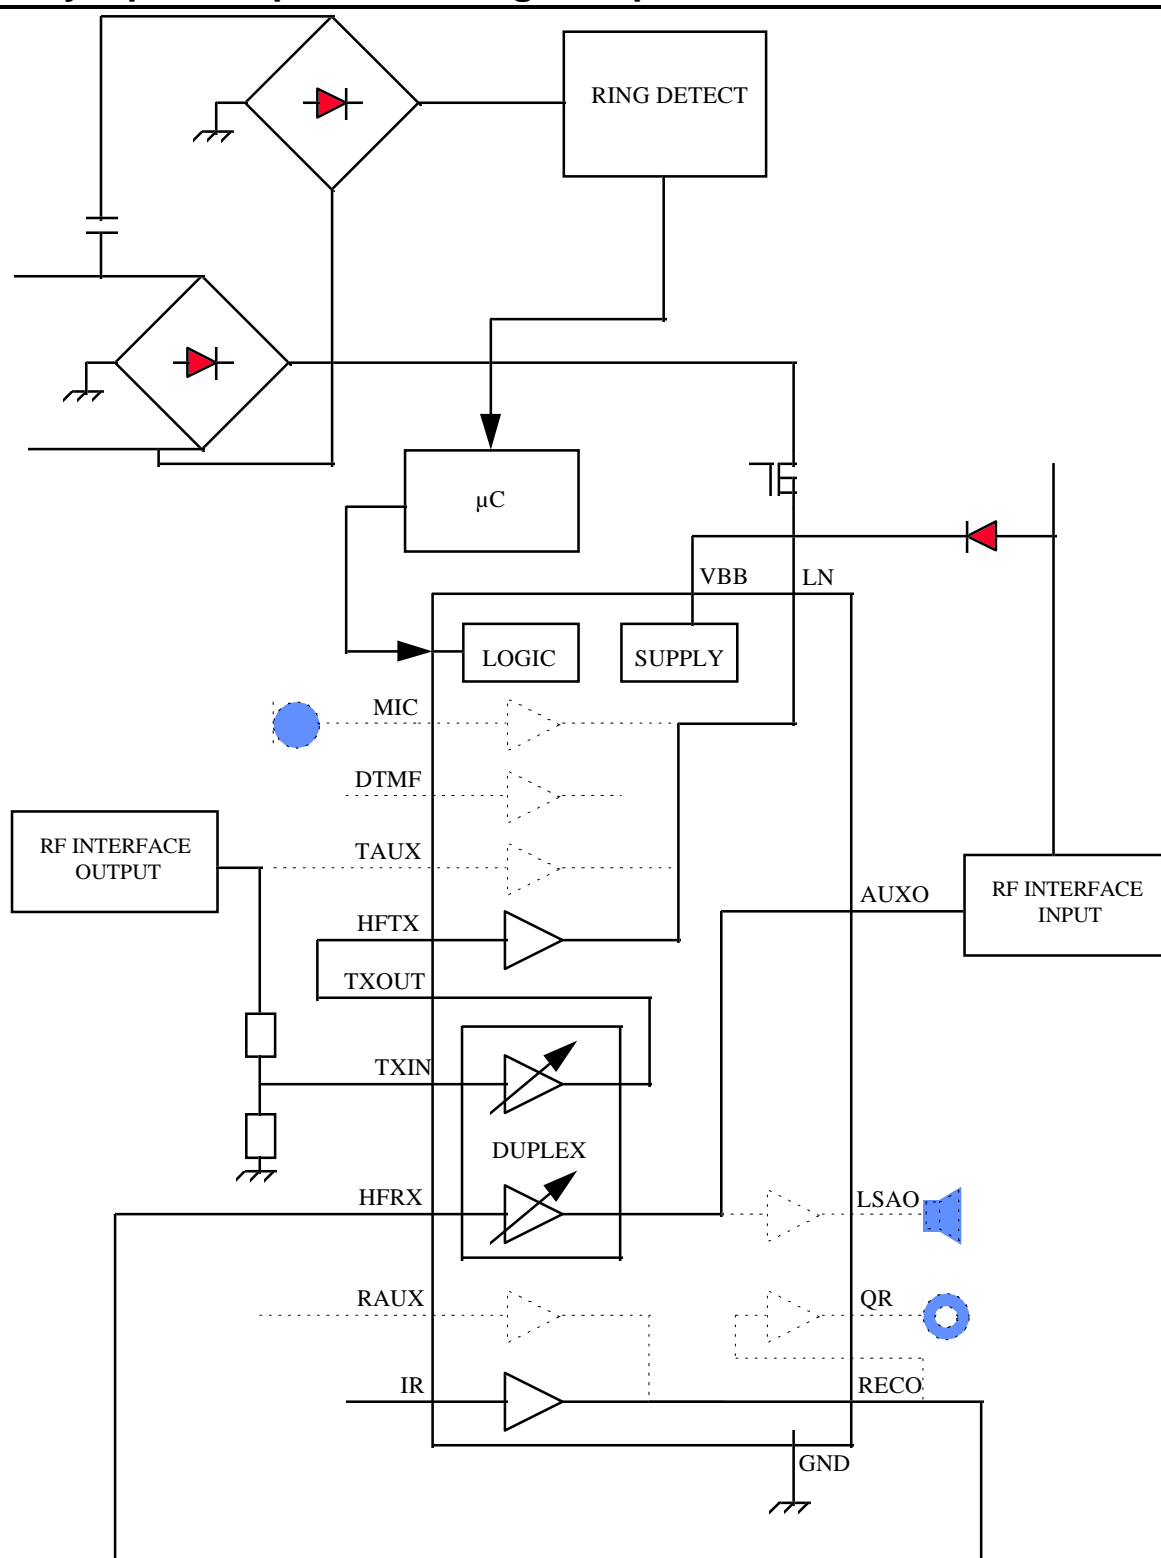 RING DETECT
µC
VBB
LN
LOGIC
SUPPLY
MIC
DTMF
RF INTERFACE
OUTPUT
TAUX
RF INTERFACE
INPUT
AUXO
HFTX
TXOUT
TXIN
DUPLEX
HFRX
LSAO
RAUX
QR
IR
RECO
GND